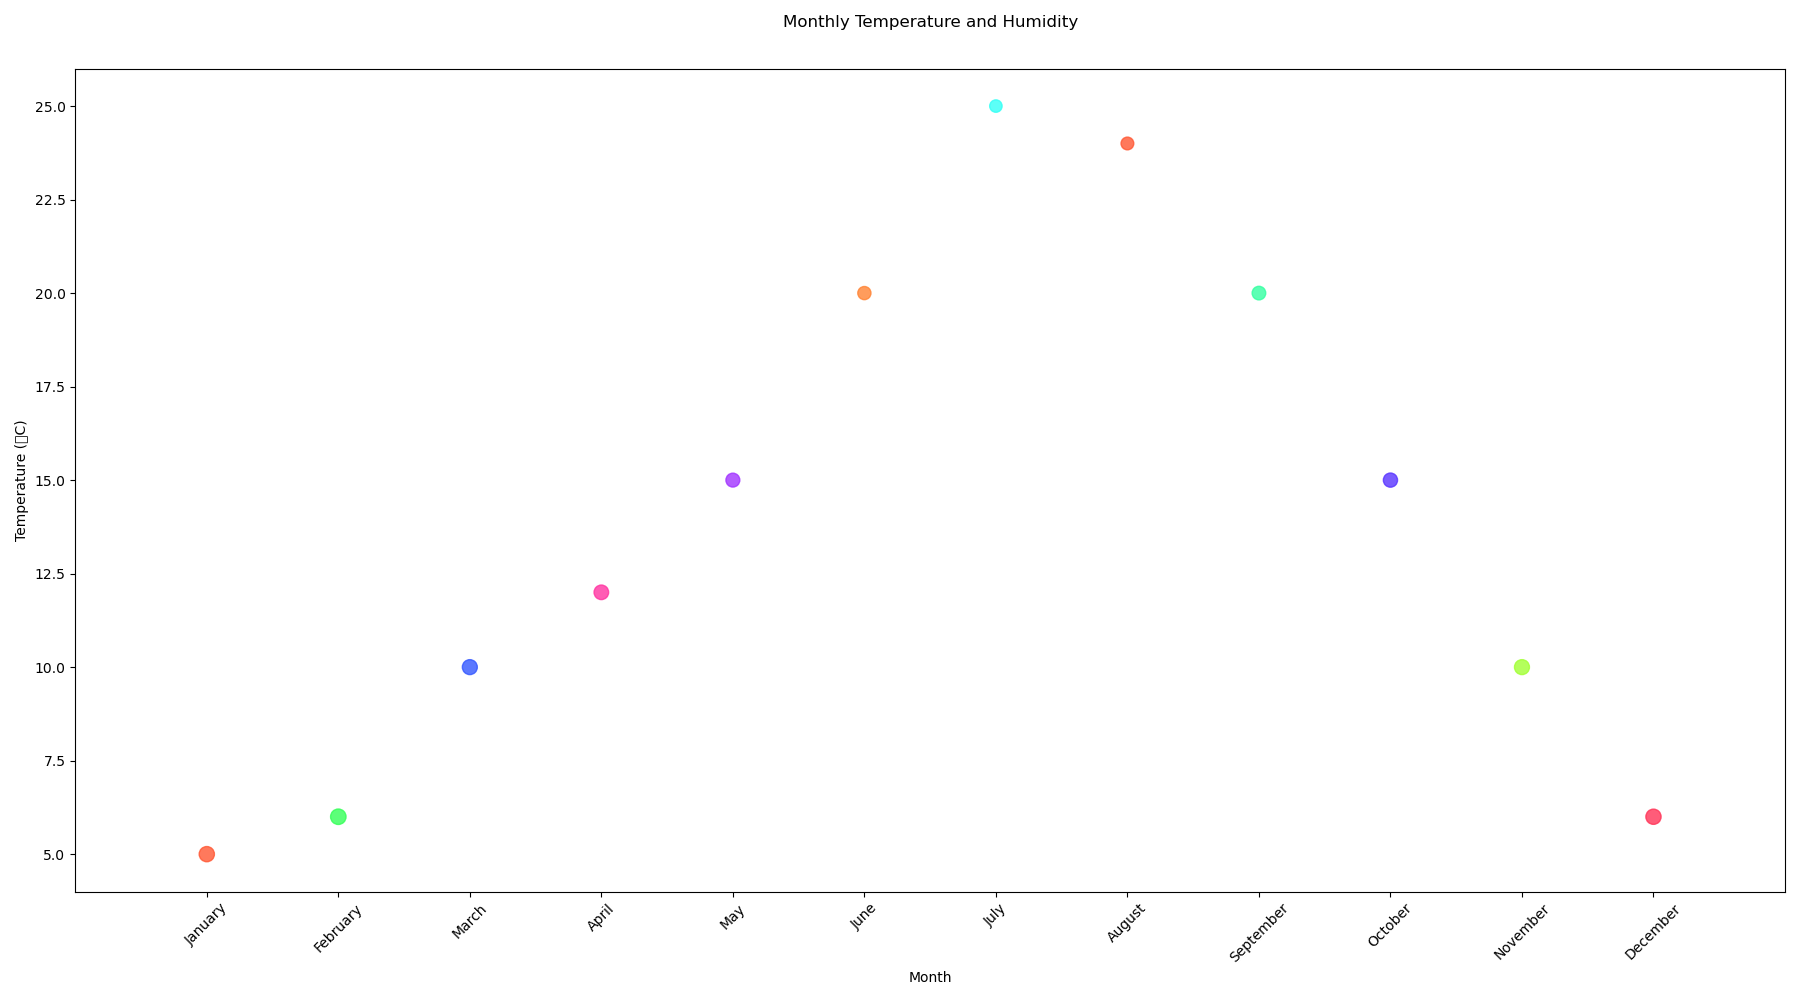 Monthly Temperature and Humidity
25.0
22.5
20.0
17.5
15.0
12.5
10.0
7.5
5.0
Temperature (▯C)
January
February
March
April
May
June
July
August
September
October
November
December
Month